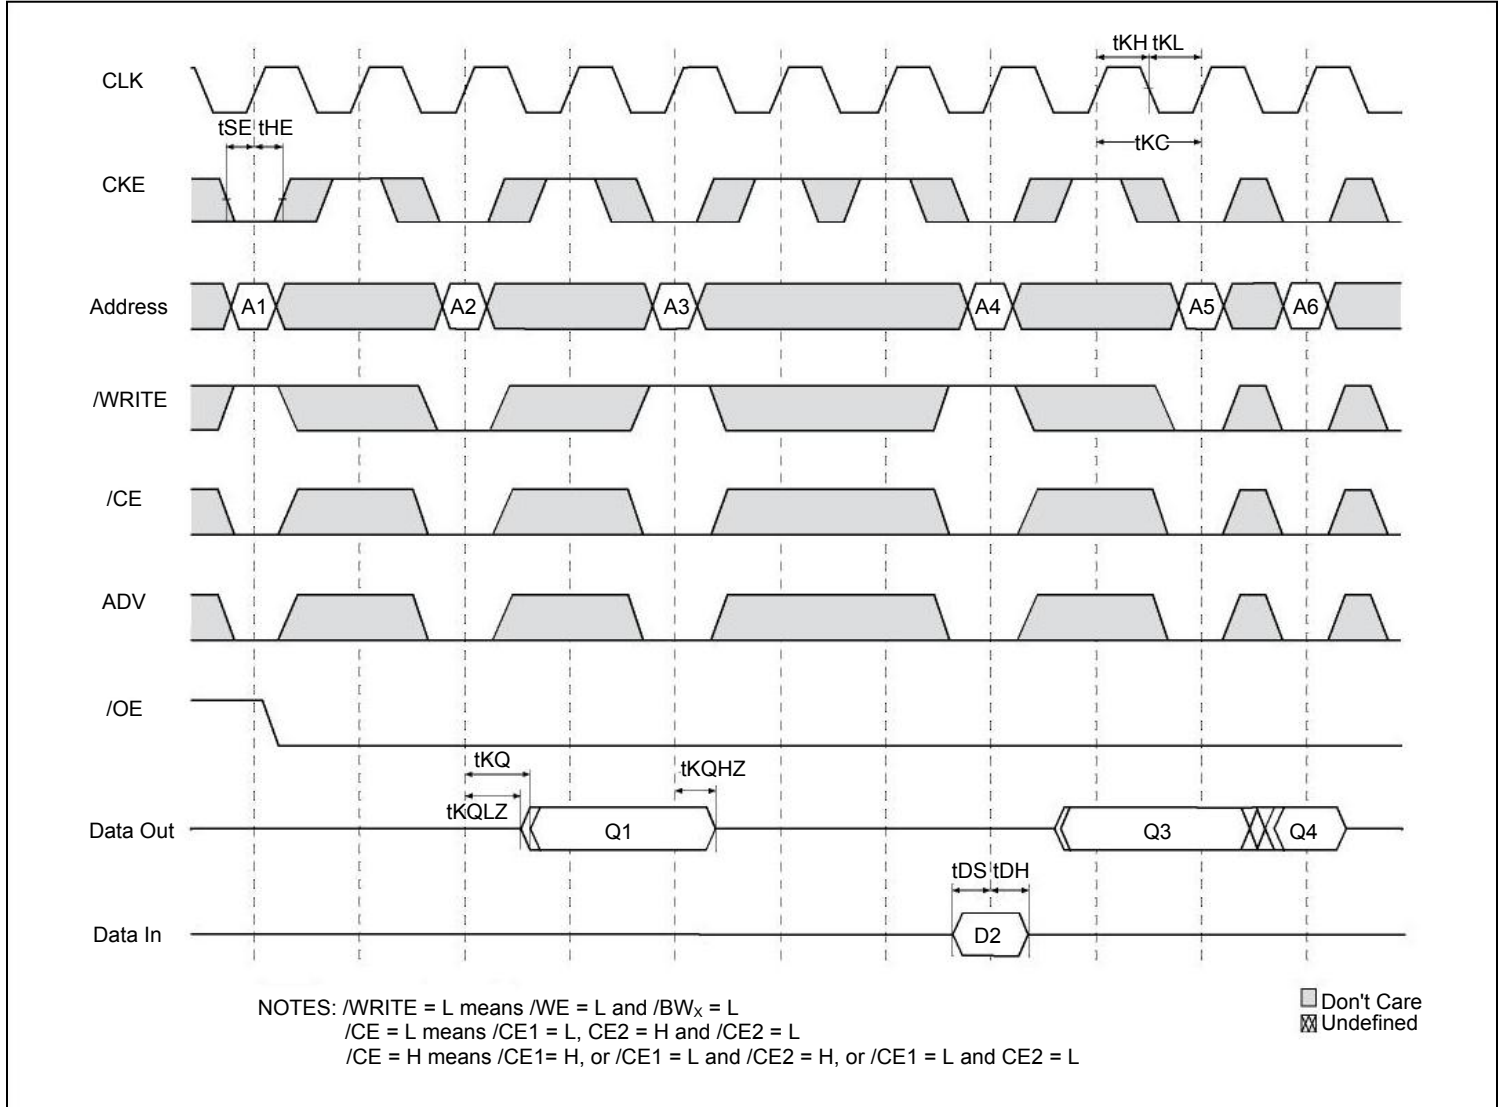 tKH tKL
CLK
tSE tHE
tKC
CKE
Address A1 A2 A3 A4 A5 A6
/WRITE
/CE
ADV
/OE
tKQ
tKQHZ
tKQLZ
Data Out Q1 Q3 Q4
tDS tDH
Data In D2
NOTES: /WRITE = L means /WE = L and /BWX = L
/CE = L means /CE1 = L, CE2 = H and /CE2 = L
/CE = H means /CE1= H, or /CE1 = L and /CE2 = H, or /CE1 = L and CE2 = L
Don't Care
Undefined